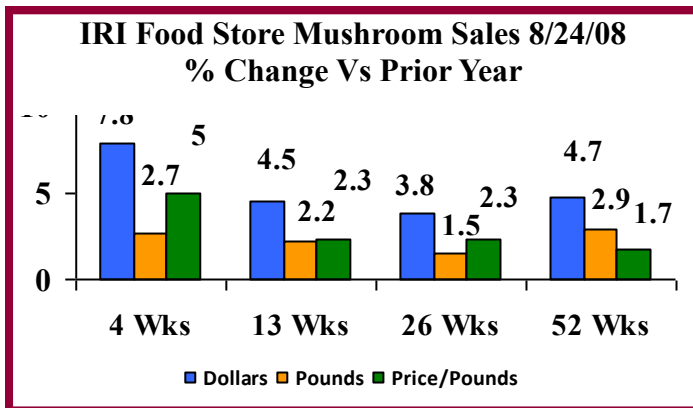 IRI Food Store Mushroom Sales 8/24/08
% Change Vs Prior Year
10
7.8
2.7
5
4.5
2.2
2.3
3.8
1.5
2.3
4.7
2.9
1.7
5
0
4 Wks
13 Wks
26 Wks
52 Wks
Dollars
Pounds
Price/Pounds